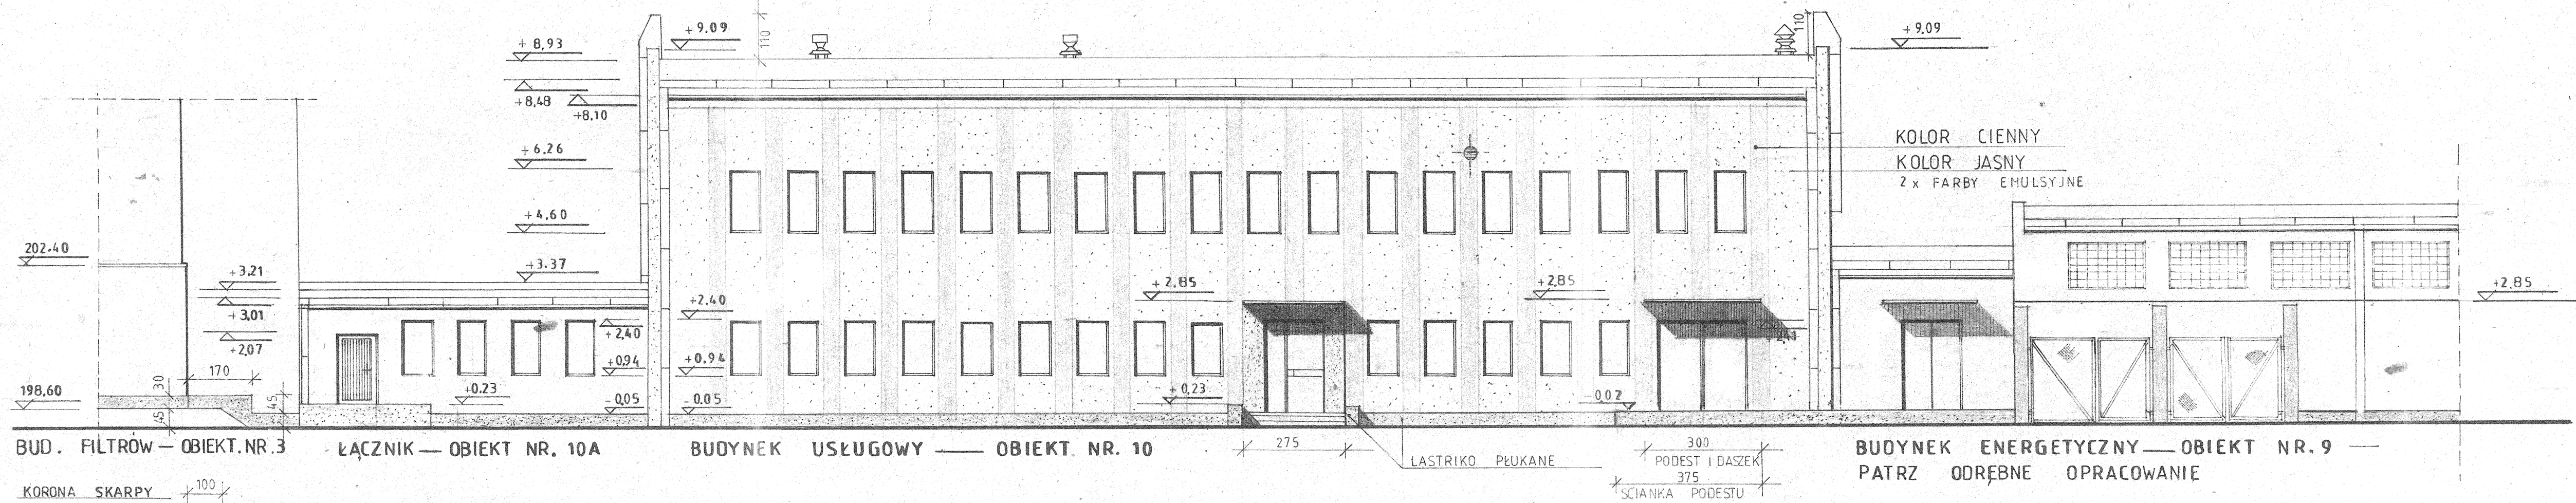 +9.09
110
110
+9.09
+8,93
+8,48
+8,10
+6.26
KOLOR CIENNY
KOLOR JASNY
2 x FARBY EMULSYJNE
+4,60
202.40
+3.37
+3.21
+3,01
+2,07
+2,40
+2,40
+2,85
+2,85
+2,85
198,60
30
170
45
45
+0.23
+0,94
-0,05
+0.94
-0.05
+0,23
-0,02
BUD. FILTRÓW — OBIEKT. NR. 3
ŁĄCZNIK — OBIEKT NR. 10A
BUDYNEK USŁUGOWY — OBIEKT. NR. 10
275
LASTRIKO PŁUKANE
300
PODEST I DASZEK
375
ŚCIANKA PODESTU
BUDYNEK ENERGETYCZNY — OBIEKT NR. 9 —
PATRZ ODRĘBNE OPRACOWANIE
KORONA SKARPY
100